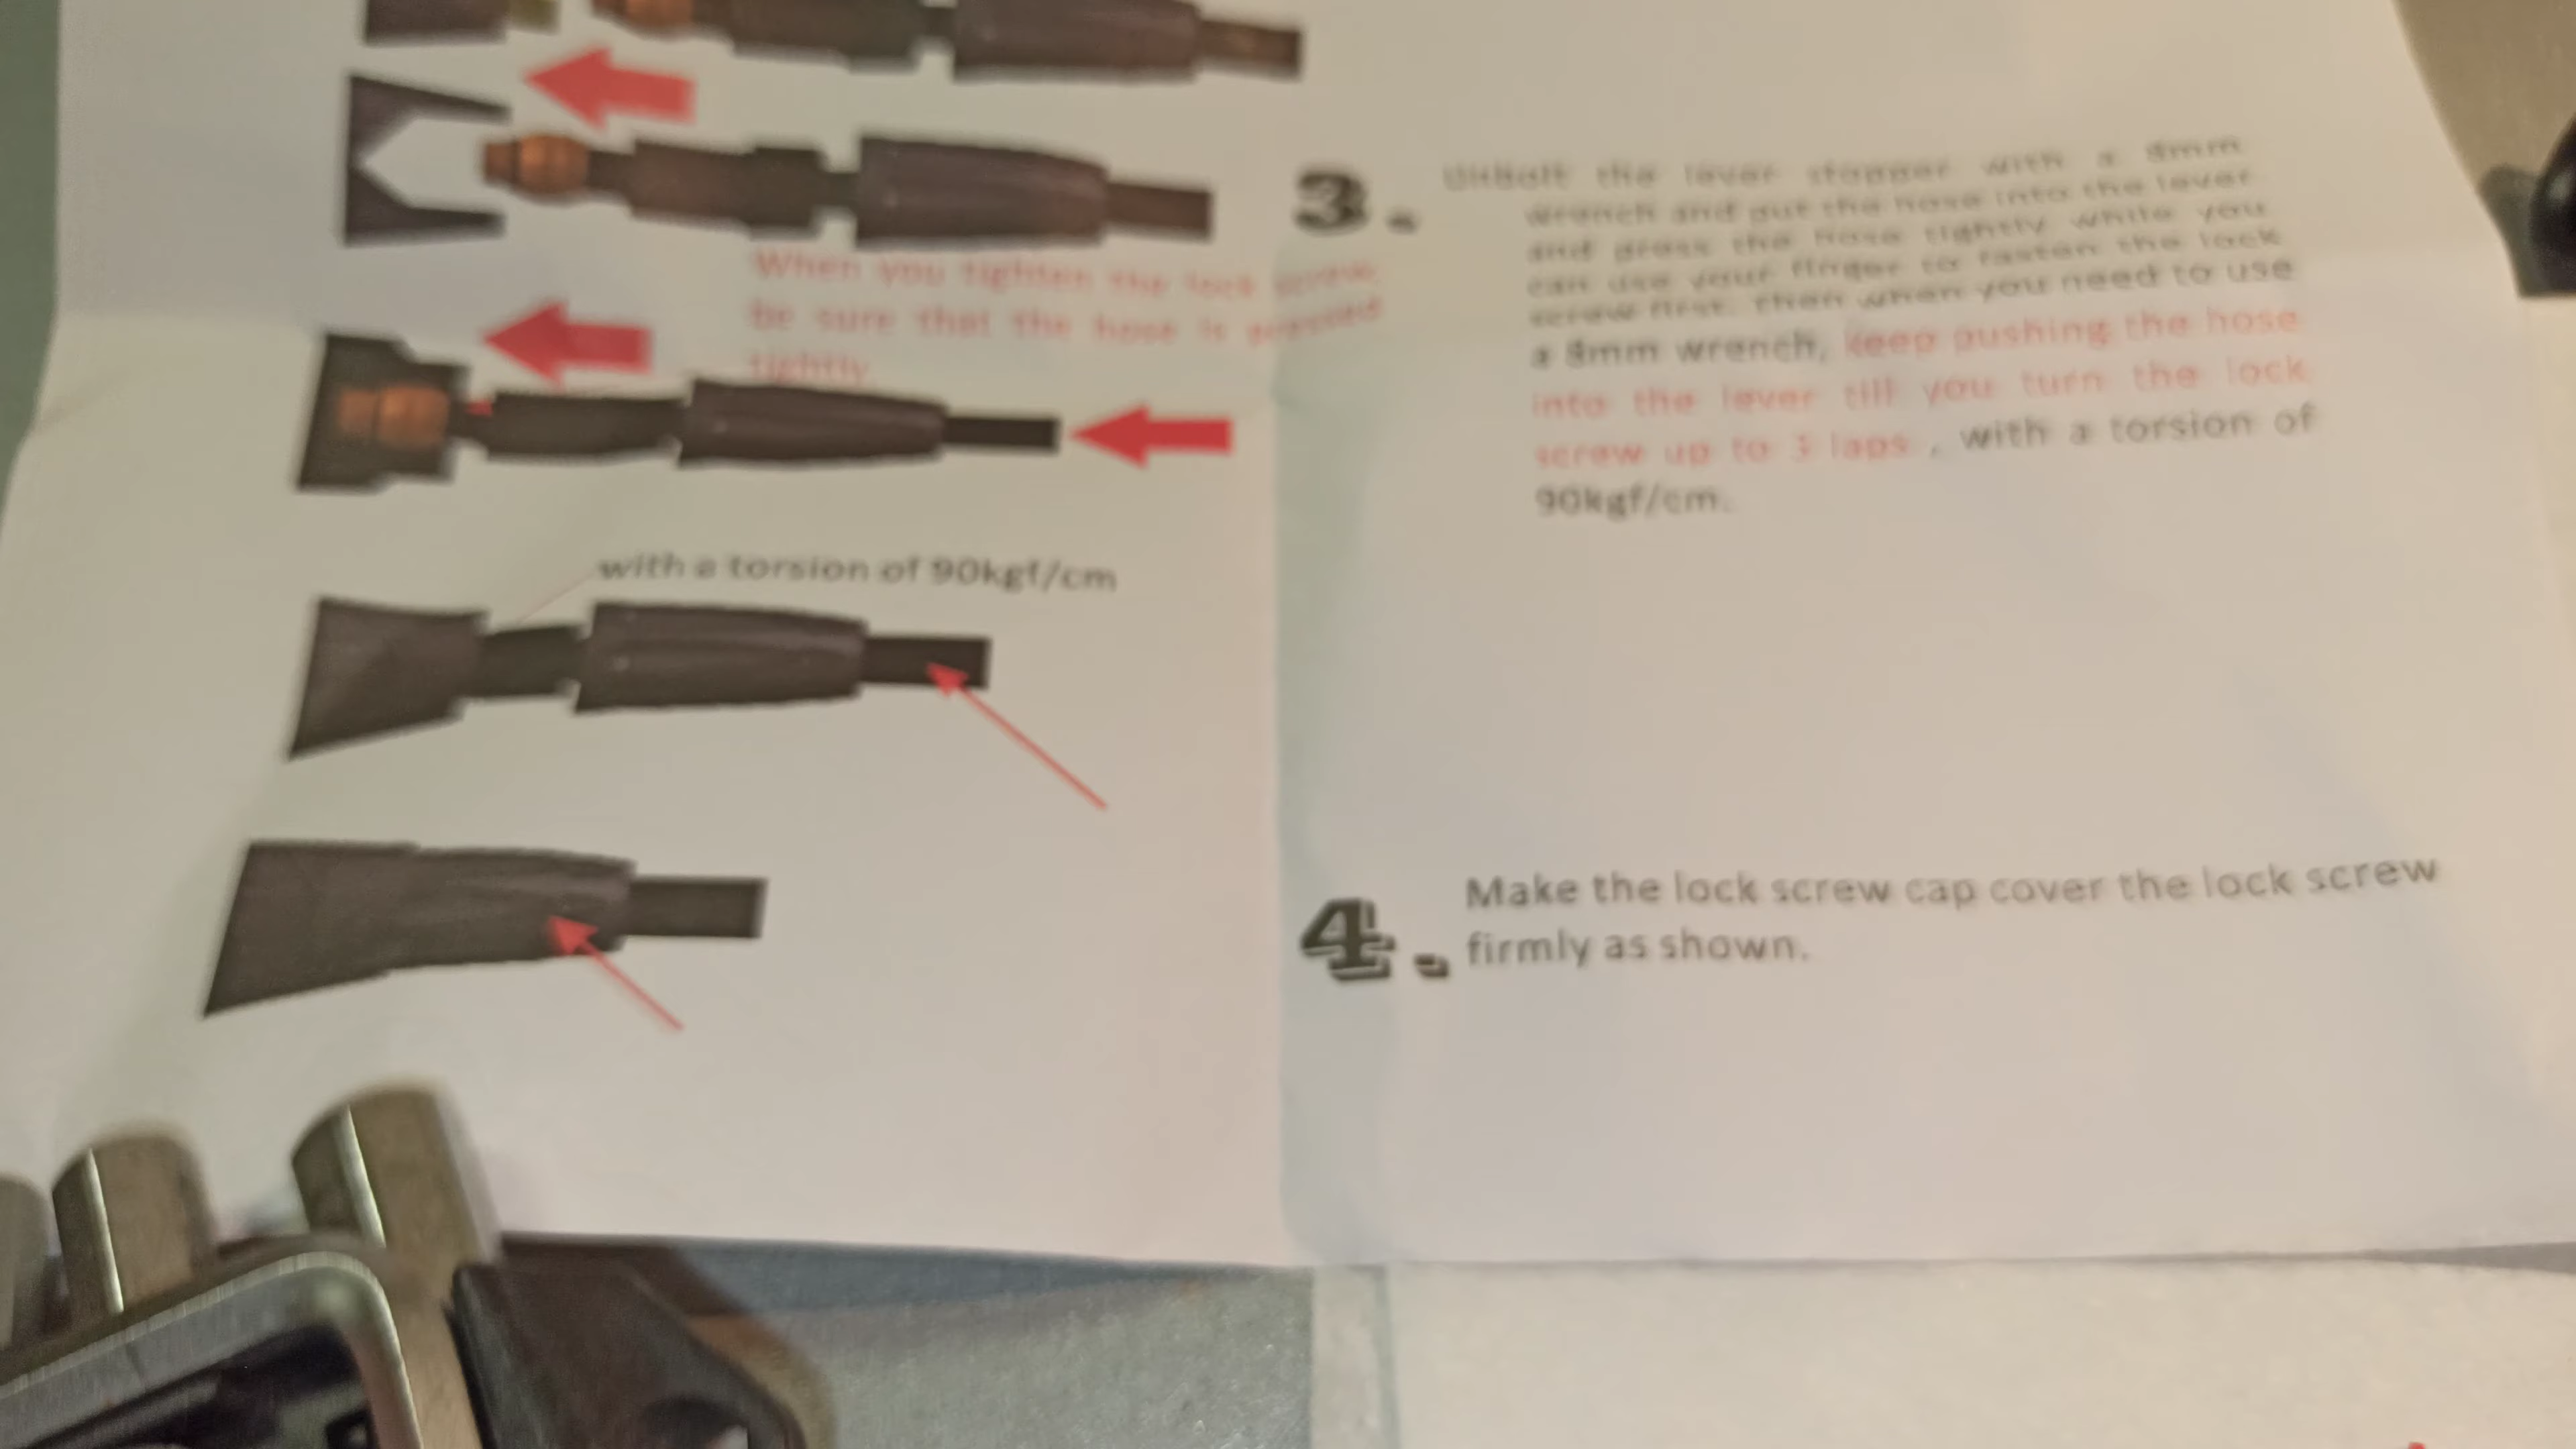 When you tighten the lock screw,
be sure that the hose is pressed
tightly
with a torsion of 90kgf/cm
3.
Unbolt the lever stopper with a 8mm
wrench and put the hose into the lever
and press the hose tightly while you
can use your finger to fasten the lock
screw first. Then when you need to use
a 8mm wrench, keep pushing the hose
into the lever till you turn the lock
screw up to 3 laps , with a torsion of
90kgf/cm.
4.
Make the lock screw cap cover the lock screw
firmly as shown.